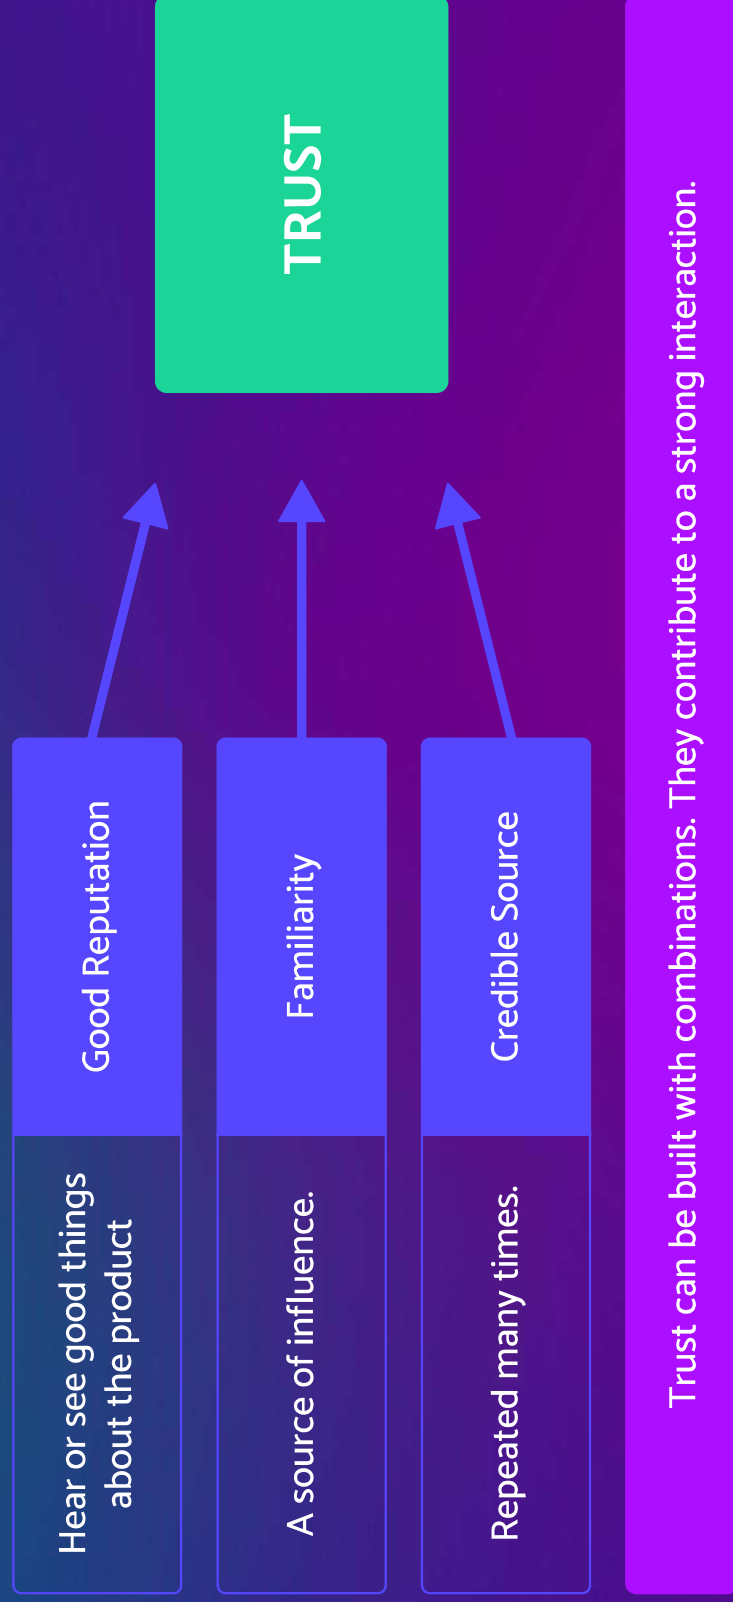 Hear or see good things
about the product
Good Reputation
A source of influence.
Familiarity
Repeated many times.
Credible Source
TRUST
Trust can be built with combinations. They contribute to a strong interaction.